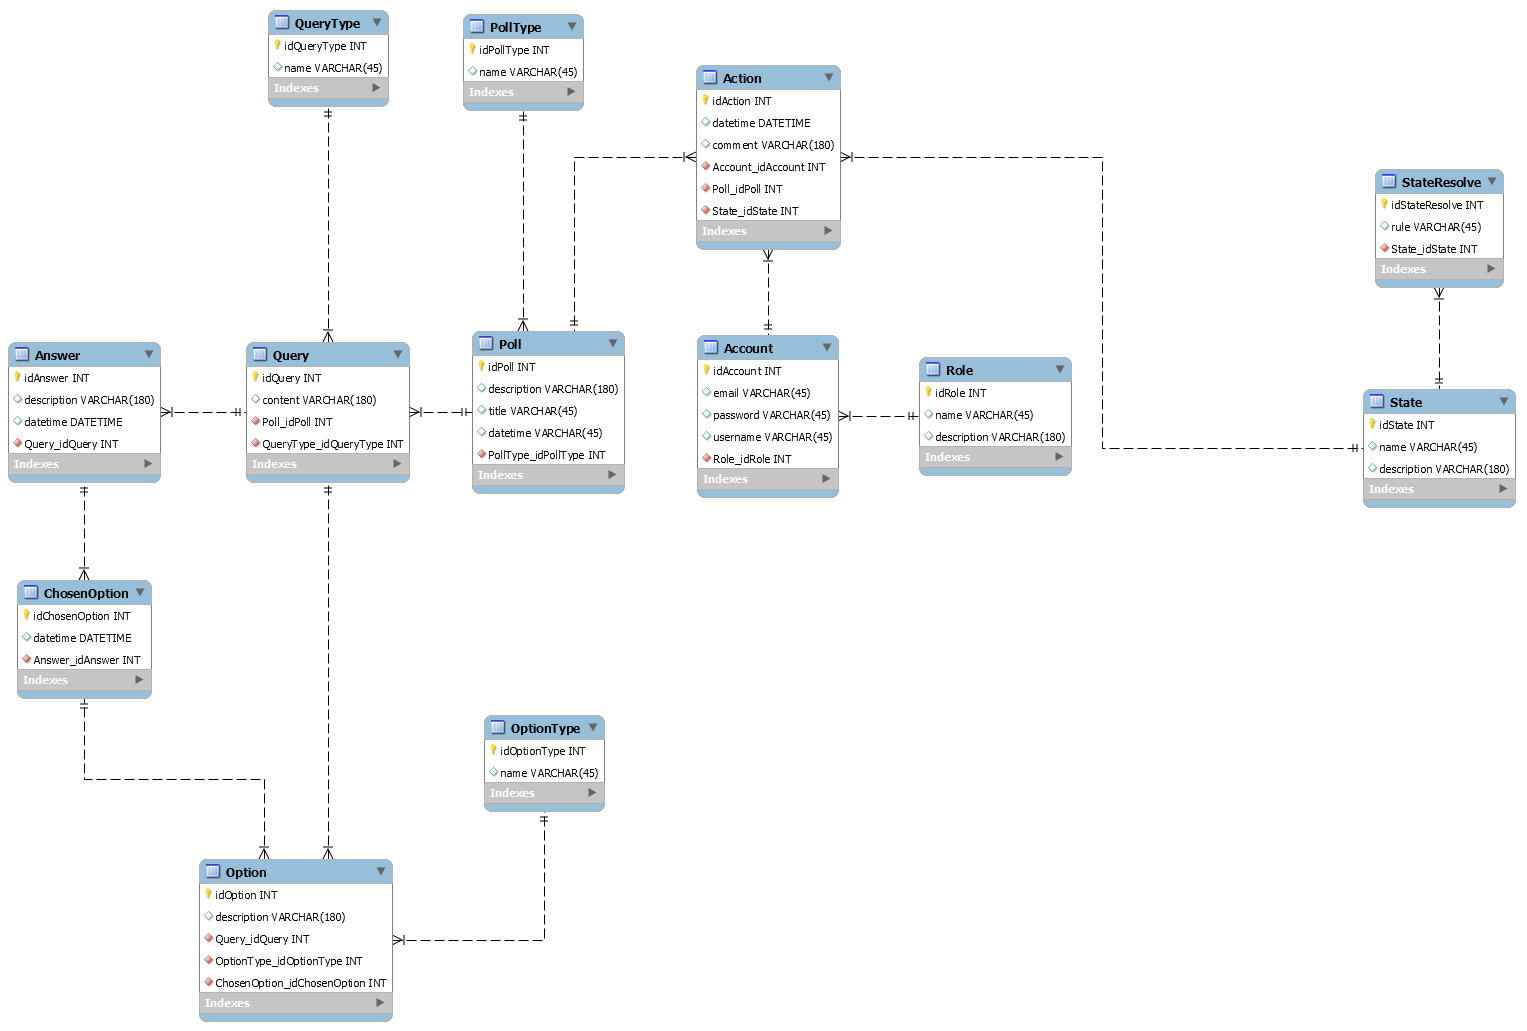 QueryType
idQueryType INT
name VARCHAR(45)
Indexes
PollType
idPollType INT
name VARCHAR(45)
Indexes
Action
idAction INT
datetime DATETIME
comment VARCHAR(180)
Account_idAccount INT
Poll_idPoll INT
State_idState INT
Indexes
StateResolve
idStateResolve INT
rule VARCHAR(45)
State_idState INT
Indexes
Answer
idAnswer INT
description VARCHAR(180)
datetime DATETIME
Query_idQuery INT
Indexes
Query
idQuery INT
content VARCHAR(180)
Poll_idPoll INT
QueryType_idQueryType INT
Indexes
Poll
idPoll INT
description VARCHAR(180)
title VARCHAR(45)
datetime VARCHAR(45)
PollType_idPollType INT
Indexes
Account
idAccount INT
email VARCHAR(45)
password VARCHAR(45)
username VARCHAR(45)
Role_idRole INT
Indexes
Role
idRole INT
name VARCHAR(45)
description VARCHAR(180)
Indexes
State
idState INT
name VARCHAR(45)
description VARCHAR(180)
Indexes
ChosenOption
idChosenOption INT
datetime DATETIME
Answer_idAnswer INT
Indexes
OptionType
idOptionType INT
name VARCHAR(45)
Indexes
Option
idOption INT
description VARCHAR(180)
Query_idQuery INT
OptionType_idOptionType INT
ChosenOption_idChosenOption INT
Indexes